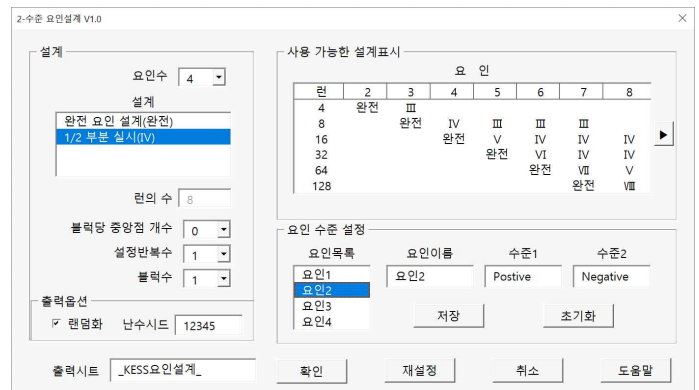 2-수준 요인설계 V1.0
설계
요인수 4
설계
완전 요인 설계(완전)
1/2 부분 실시(IV)
런의 수 8
블럭당 중앙점 개수 0
설정반복수 1
블럭수 1
출력옵션
랜덤화 난수시드 12345
출력시트 _KESS요인설계_
사용 가능한 설계표시
요 인
런 2 3 4 5 6 7 8
4 완전 Ⅲ
8 완전 Ⅳ Ⅲ Ⅲ Ⅲ
16 완전 Ⅴ Ⅳ Ⅳ Ⅳ
32 완전 Ⅵ Ⅳ Ⅳ
64 완전 Ⅶ Ⅴ
128 완전 Ⅷ
요인 수준 설정
요인목록 요인이름 수준1 수준2
요인1
요인2
요인3
요인4
요인2 Postive Negative
저장 초기화
확인 재설정 취소 도움말